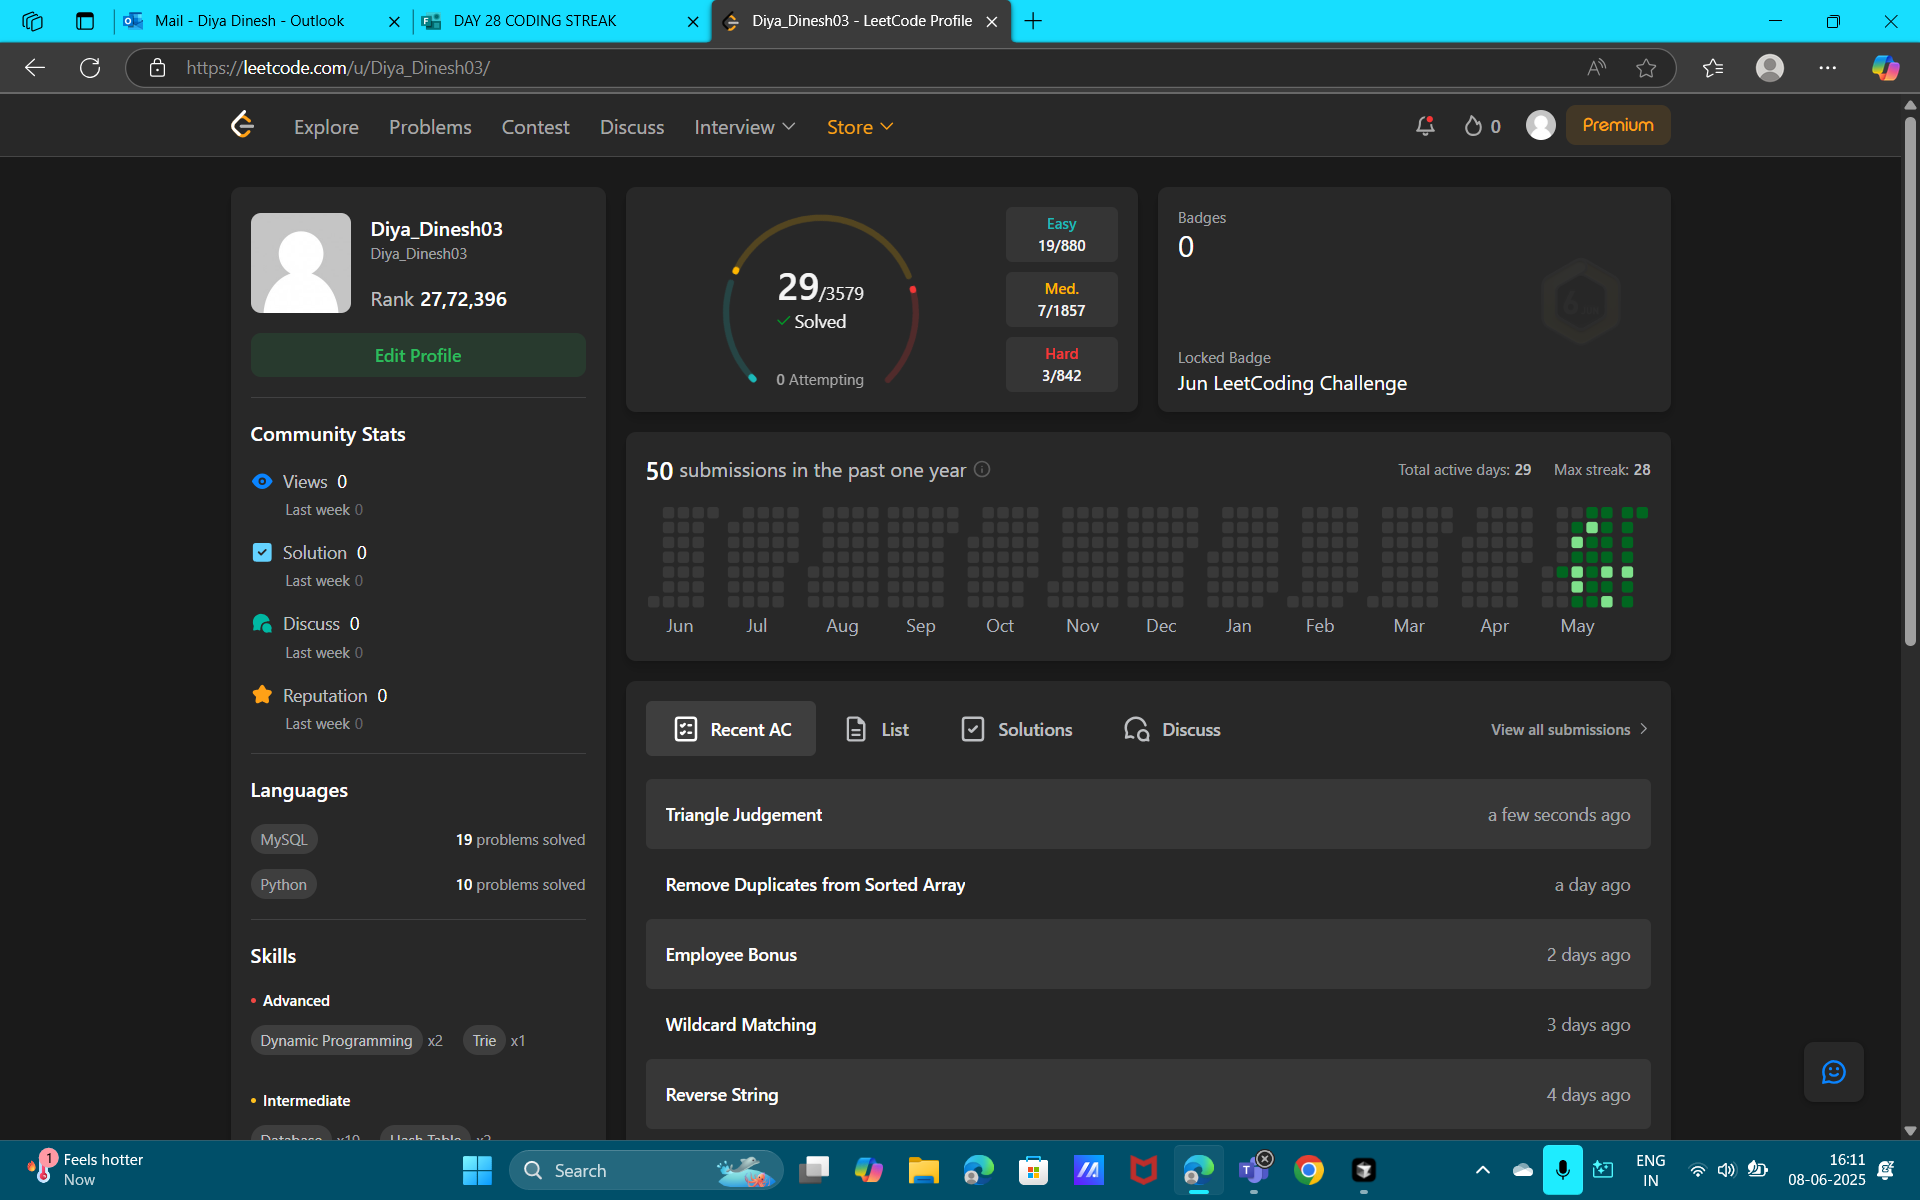 Mail - Diya Dinesh - Outlook
DAY 28 CODING STREAK
Diya_Dinesh03 - LeetCode Profile
https://leetcode.com/u/Diya_Dinesh03/
Explore
Problems
Contest
Discuss
Interview
Store
0
Premium
Diya_Dinesh03
Diya_Dinesh03
Rank 27,72,396
Edit Profile
Community Stats
Views 0
Last week 0
Solution 0
Last week 0
Discuss 0
Last week 0
Reputation 0
Last week 0
Languages
MySQL
19 problems solved
Python
10 problems solved
Skills
Advanced
Dynamic Programming x2
Trie x1
Intermediate
Database x19
Hash Table x2
29/3579
Solved
0 Attempting
Easy
19/880
Med.
7/1857
Hard
3/842
Badges
0
Locked Badge
Jun LeetCoding Challenge
50 submissions in the past one year
Total active days: 29
Max streak: 28
Jun
Jul
Aug
Sep
Oct
Nov
Dec
Jan
Feb
Mar
Apr
May
Recent AC
List
Solutions
Discuss
View all submissions
Triangle Judgement
a few seconds ago
Remove Duplicates from Sorted Array
a day ago
Employee Bonus
2 days ago
Wildcard Matching
3 days ago
Reverse String
4 days ago
1
Feels hotter
Now
Search
ENG
IN
16:11
08-06-2025